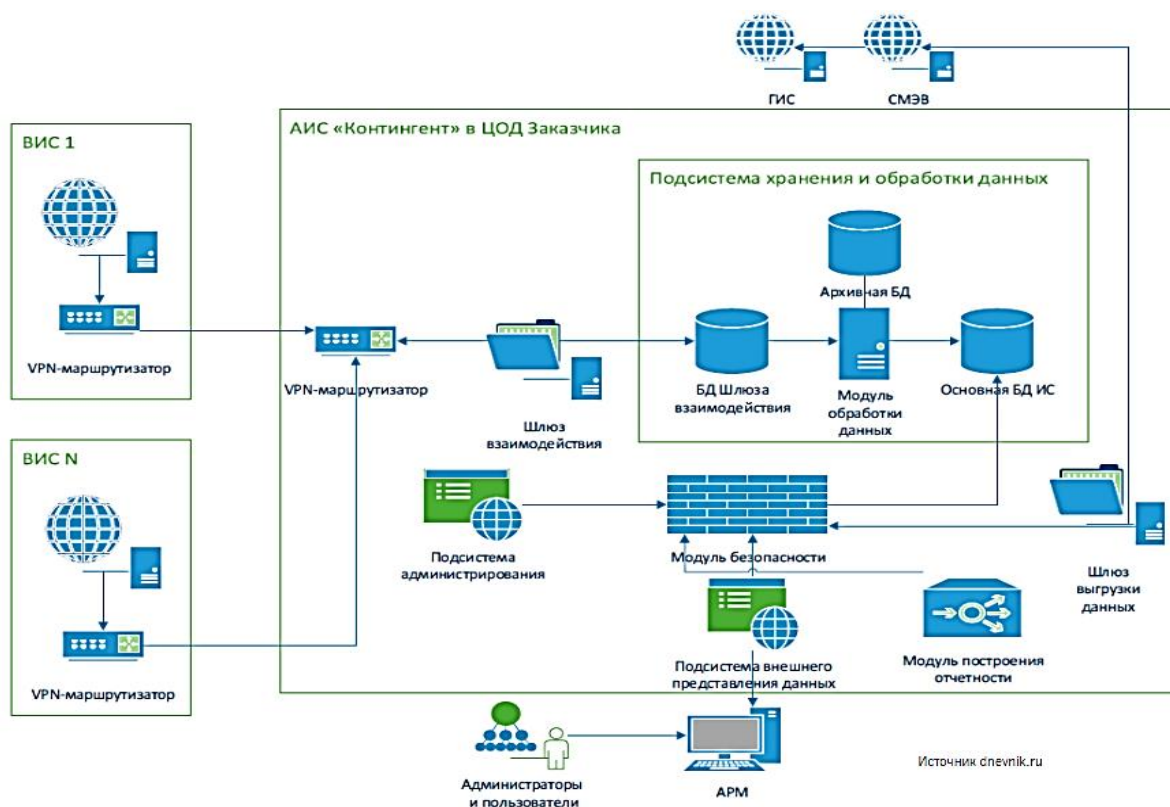 ГИС
СМЭВ
АИС «Контингент» в ЦОД Заказчика
ВИС 1
Подсистема хранения и обработки данных
Архивная БД
VPN-маршрутизатор
VPN-маршрутизатор
Шлюз
взаимодействия
БД Шлюза
взаимодействия
Модуль
обработки
данных
Основная БД ИС
ВИС N
Подсистема
администрирования
Модуль безопасности
Шлюз
выгрузки
данных
VPN-маршрутизатор
Подсистема внешнего
представления данных
Модуль построения
отчетности
Администраторы
и пользователи
АРМ
Источник dnevnik.ru